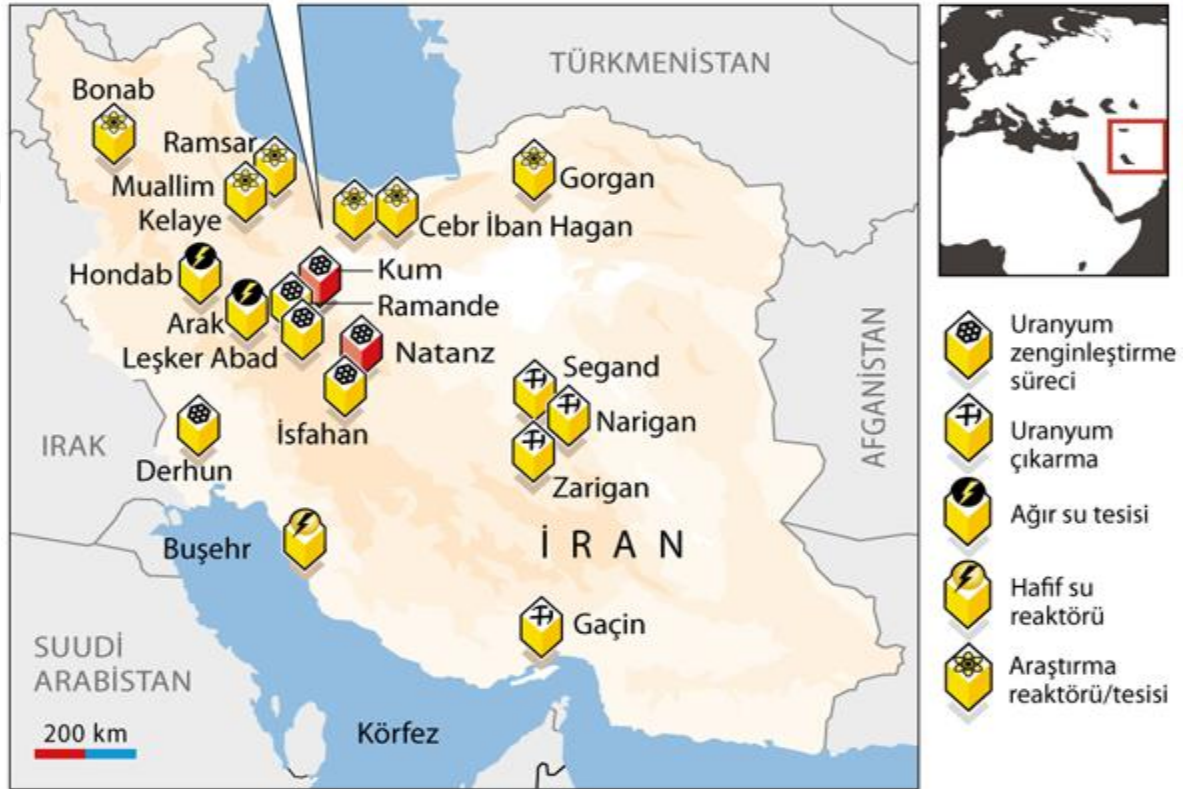 TÜRKMENİSTAN
Bonab
Ramsar
Muallim
Kelaye
Gorgan
Cebr İban Hagan
Hondab
Kum
Ramande
Arak
Leşker Abad
Natanz
Segand
Narigan
İsfahan
Zarigan
IRAK
Derhun
AFGANİSTAN
İRAN
Buşehr
Gaçin
SUUDİ
ARABİSTAN
200 km
Körfez
Uranyum
zenginleştirme
süreci
Uranyum
çıkarma
Ağır su tesisi
Hafif su
reaktörü
Araştırma
reaktörü/tesisi